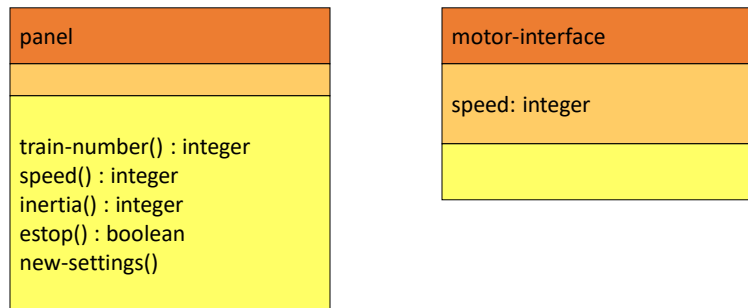 panel
train-number() : integer
speed() : integer
inertia() : integer
estop() : boolean
new-settings()
motor-interface
speed: integer